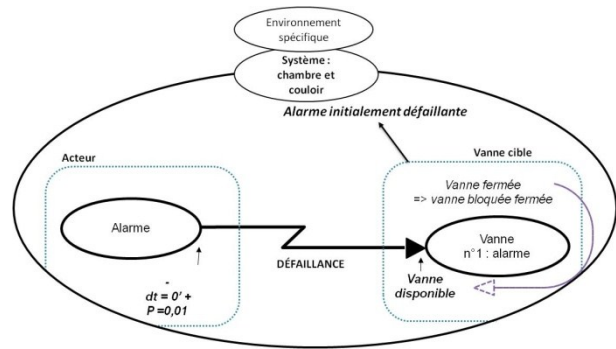 Environnement
spécifique
Système :
chambre et
couloir
Alarme initialement défaillante
Acteur
Vanne cible
Vanne fermée
=> vanne bloquée fermée
Alarme
Vanne
n°1 : alarme
DÉFAILLANCE
Vanne
disponible
-
dt = 0' +
P =0,01